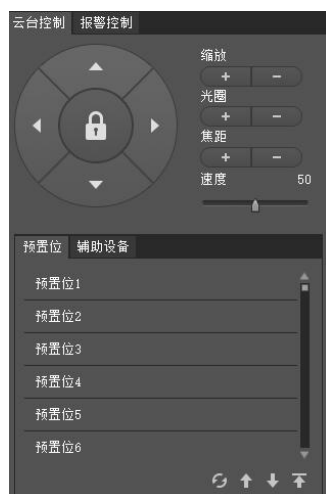 云台控制 报警控制
缩放
+ -
光圈
+ -
焦距
+ -
速度 50
预置位 辅助设备
预置位1
预置位2
预置位3
预置位4
预置位5
预置位6